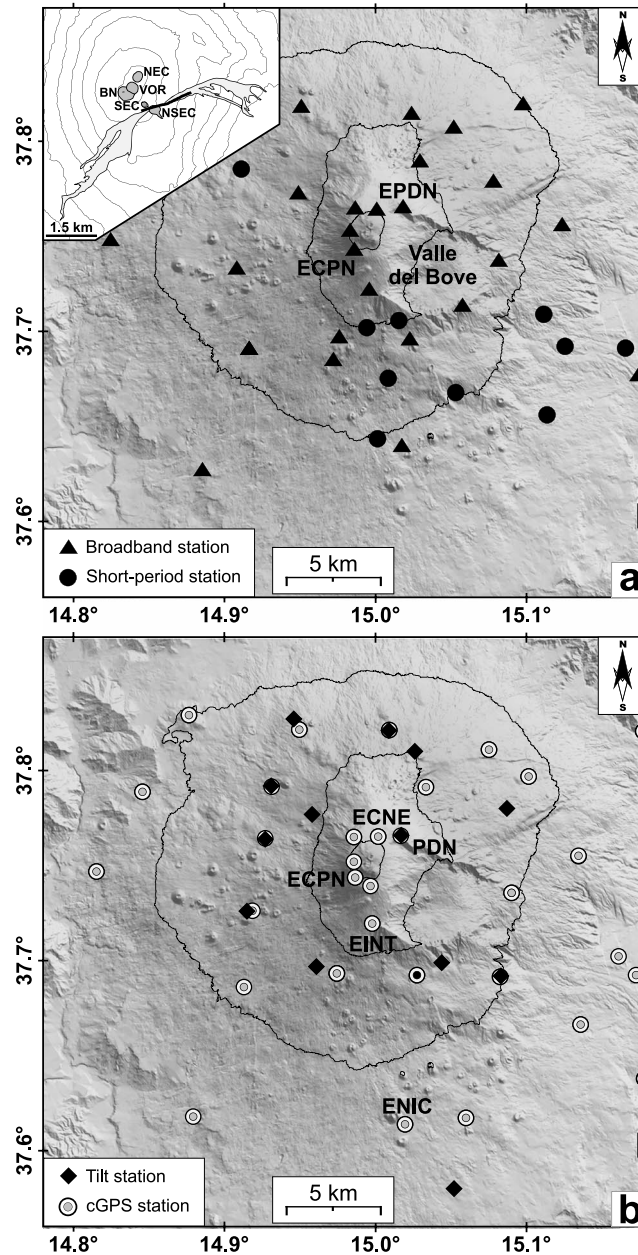 N
S
NEC
BN
VOR
SEC
NSEC
1.5 km
37.8°
37.7°
37.6°
EPDN
ECPN
Valle
del Bove
Broadband station
Short-period station
5 km
a
14.8°
14.9°
15.0°
15.1°
N
S
37.8°
37.7°
37.6°
ECNE
PDN
ECPN
EINT
ENIC
Tilt station
cGPS station
5 km
b
14.8°
14.9°
15.0°
15.1°